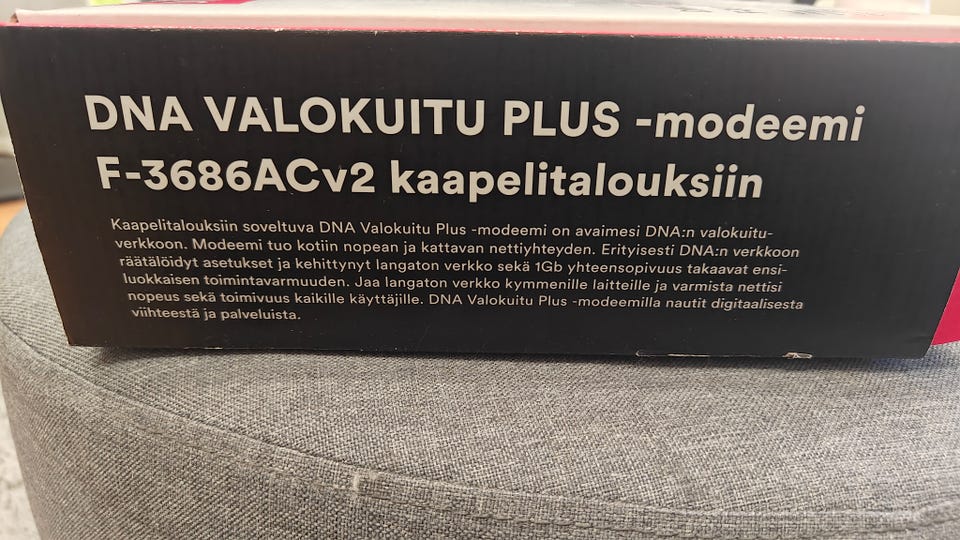 DNA VALOKUITU PLUS -modeemi
F-3686ACv2 kaapelitalouksiin
Kaapelitalouksiin soveltuva DNA Valokuitu Plus -modeemi on avaimesi DNA:n valokuitu-
verkkoon. Modeemi tuo kotiin nopean ja kattavan nettiyhteyden. Erityisesti DNA:n verkkoon
räätälöidyt asetukset ja kehittynyt langaton verkko sekä 1Gb yhteensopivuus takaavat ensi-
luokkaisen toimintavarmuuden. Jaa langaton verkko kymmenille laitteille ja varmista nettisi
nopeus sekä toimivuus kaikille käyttäjille. DNA Valokuitu Plus -modeemilla nautit digitaalisesta
viihteestä ja palveluista.